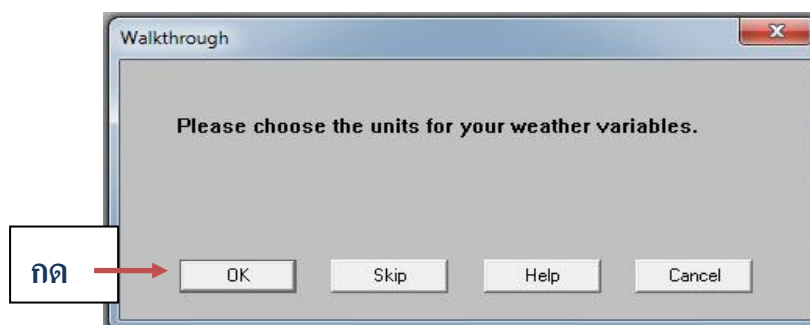 Walkthrough
Please choose the units for your weather variables.
กด
OK Skip Help Cancel